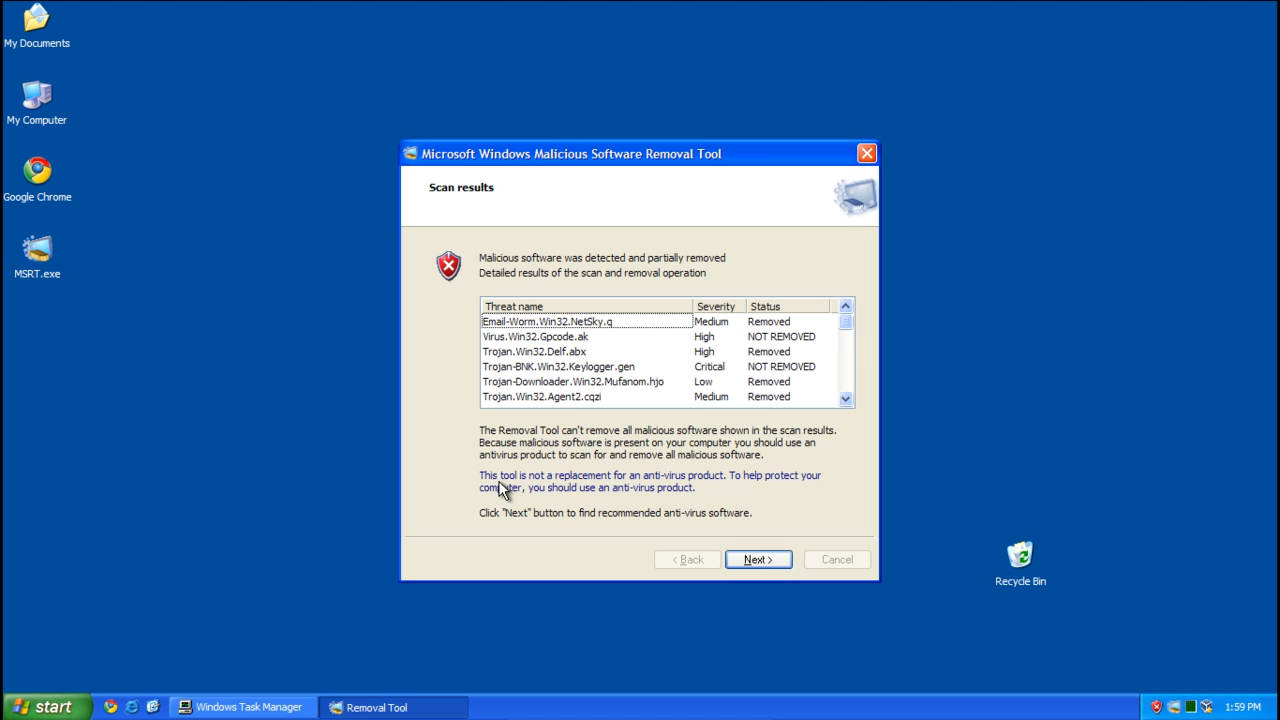 My Documents
My Computer
Google Chrome
MSRT.exe
Microsoft Windows Malicious Software Removal Tool
Scan results
Malicious software was detected and partially removed
Detailed results of the scan and removal operation
Threat name Severity Status
Email-Worm.Win32.NetSky.q Medium Removed
Virus.Win32.Gpcode.ak High NOT REMOVED
Trojan.Win32.Delf.abx High Removed
Trojan-BNK.Win32.Keylogger.gen Critical NOT REMOVED
Trojan-Downloader.Win32.Mufanom.hjo Low Removed
Trojan.Win32.Agent2.cqzi Medium Removed
The Removal Tool can't remove all malicious software shown in the scan results.
Because malicious software is present on your computer you should use an
antivirus product to scan for and remove all malicious software.
This tool is not a replacement for an anti-virus product. To help protect your
computer, you should use an anti-virus product.
Click "Next" button to find recommended anti-virus software.
< Back Next > Cancel
Recycle Bin
start Windows Task Manager Removal Tool 1:59 PM